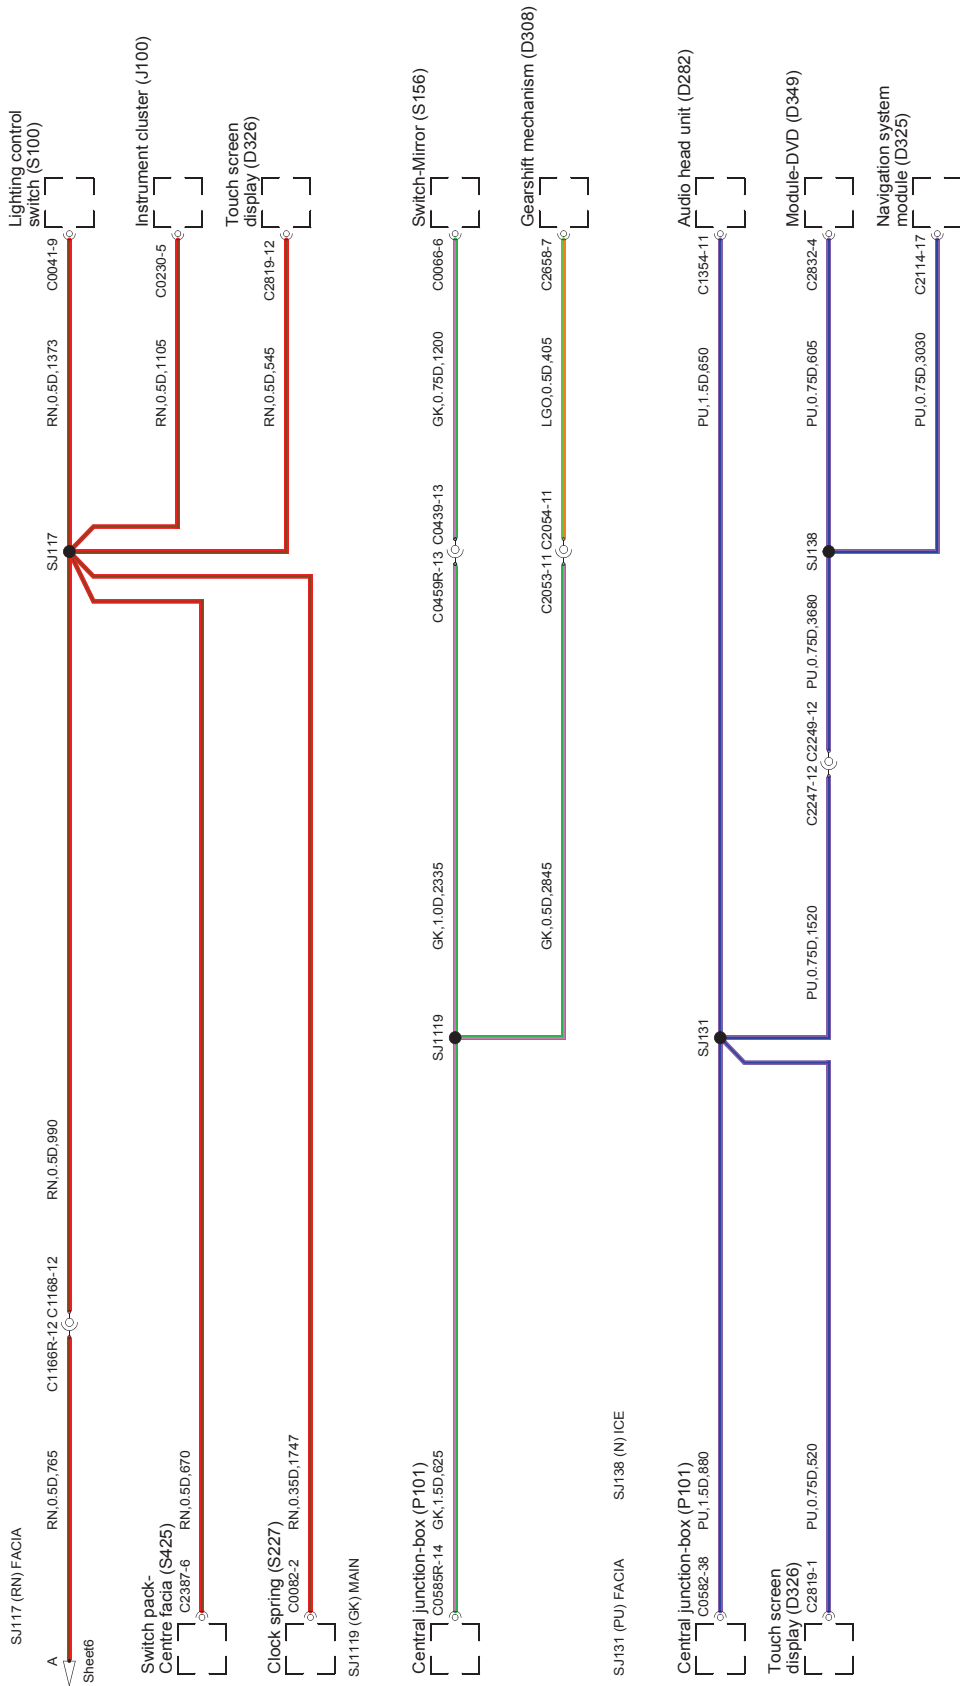 SJ117 (RN) FACIA
A
Sheet6
RN,0.5D,765
C1166R-12
C1168-12
RN,0.5D,990
SJ117
RN,0.5D,1373
C0041-9
Lighting control
switch (S100)
RN,0.5D,1105
C0230-5
Instrument cluster (J100)
RN,0.5D,545
C2819-12
Touch screen
display (D326)
Switch pack-
Centre facia (S425)
C2387-6
RN,0.5D,670
Clock spring (S227)
C0082-2
RN,0.35D,1747
SJ1119 (GK) MAIN
Central junction-box (P101)
C0585R-14
GK,1.5D,625
SJ1119
GK,1.0D,2335
C0459R-13
C0439-13
GK,0.75D,1200
C0066-6
Switch-Mirror (S156)
GK,0.5D,2845
C2053-11
C2054-11
LGO,0.5D,405
C2658-7
Gearshift mechanism (D308)
SJ131 (PU) FACIA
SJ138 (N) ICE
Central junction-box (P101)
C0582-38
PU,1.5D,880
SJ131
PU,1.5D,650
C1354-11
Audio head unit (D282)
Touch screen
display (D326)
C2819-1
PU,0.75D,520
PU,0.75D,1520
C2247-12
C2249-12
PU,0.75D,3680
SJ138
PU,0.75D,605
C2832-4
Module-DVD (D349)
PU,0.75D,3030
C2114-17
Navigation system
module (D325)